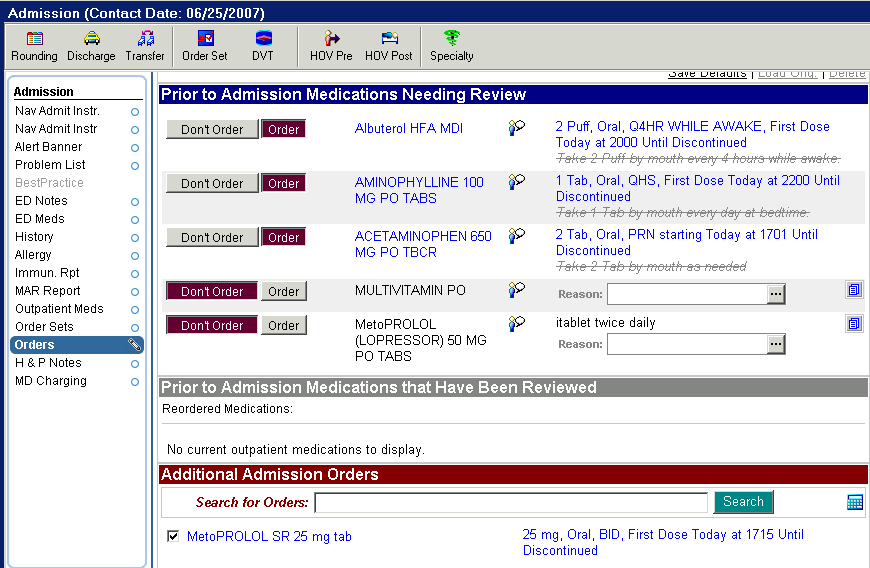 Admission (Contact Date: 06/25/2007)
Rounding Discharge Transfer Order Set DVT HOV Pre HOV Post Specialty
Save Defaults | Load Orig. | Delete
Admission
Nav Admit Instr.
Nav Admit Instr
Alert Banner
Problem List
BestPractice
ED Notes
ED Meds
History
Allergy
Immun. Rpt
MAR Report
Outpatient Meds
Order Sets
Orders
H & P Notes
MD Charging
Prior to Admission Medications Needing Review
Don't Order Order Albuterol HFA MDI 2 Puff, Oral, Q4HR WHILE AWAKE, First Dose
Today at 2000 Until Discontinued
Take 2 Puff by mouth every 4 hours while awake.
Don't Order Order AMINOPHYLLINE 100 1 Tab, Oral, QHS, First Dose Today at 2200 Until
MG PO TABS Discontinued
Take 1 Tab by mouth every day at bedtime.
Don't Order Order ACETAMINOPHEN 650 2 Tab, Oral, PRN starting Today at 1701 Until
MG PO TBCR Discontinued
Take 2 Tab by mouth as needed
Don't Order Order MULTIVITAMIN PO Reason: ...
Don't Order Order MetoPROLOL itablet twice daily
(LOPRESSOR) 50 MG Reason: ...
PO TABS
Prior to Admission Medications that Have Been Reviewed
Reordered Medications:
No current outpatient medications to display.
Additional Admission Orders
Search for Orders: Search
MetoPROLOL SR 25 mg tab 25 mg, Oral, BID, First Dose Today at 1715 Until
Discontinued